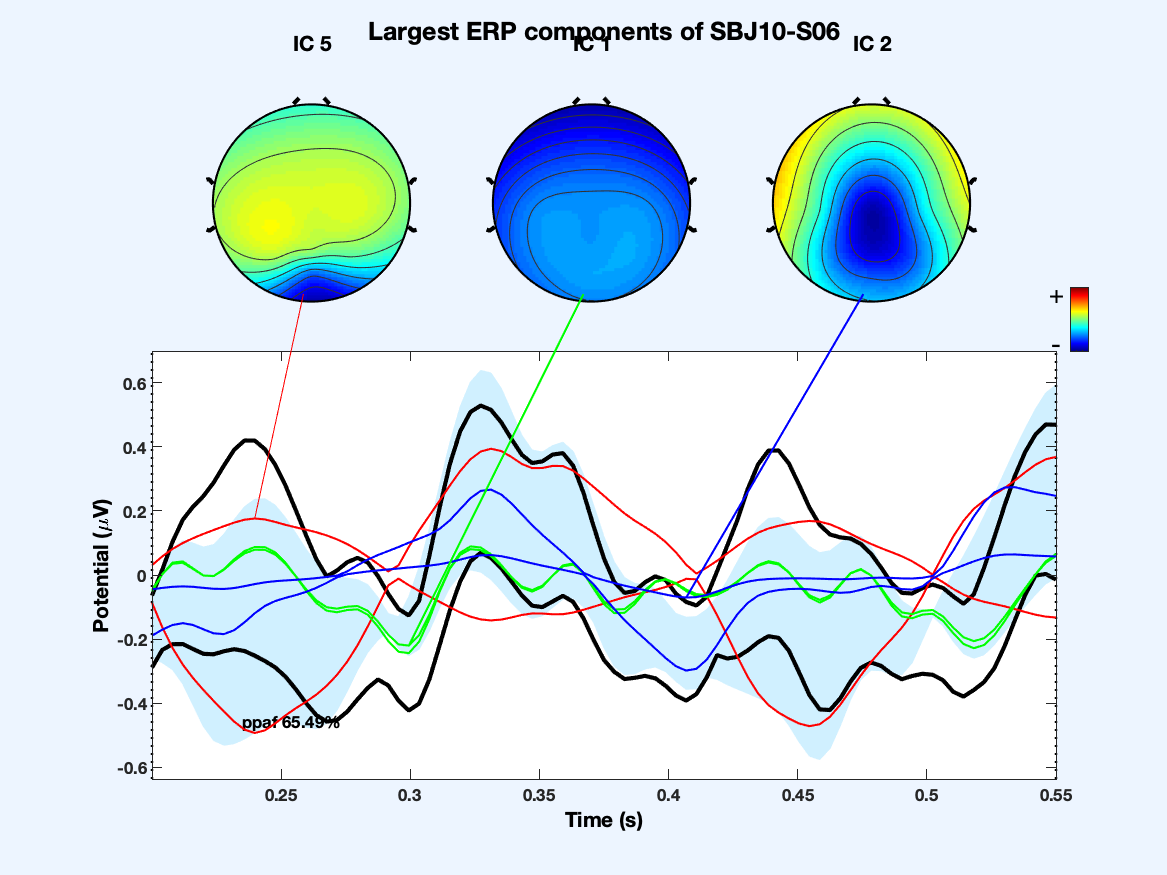 Largest ERP components of SBJ10-S06
IC 5
IC 1
IC 2
+
-
0.6
0.4
0.2
0
-0.2
-0.4
-0.6
Potential (μV)
ppaf 65.49%
0.25
0.3
0.35
0.4
0.45
0.5
0.55
Time (s)